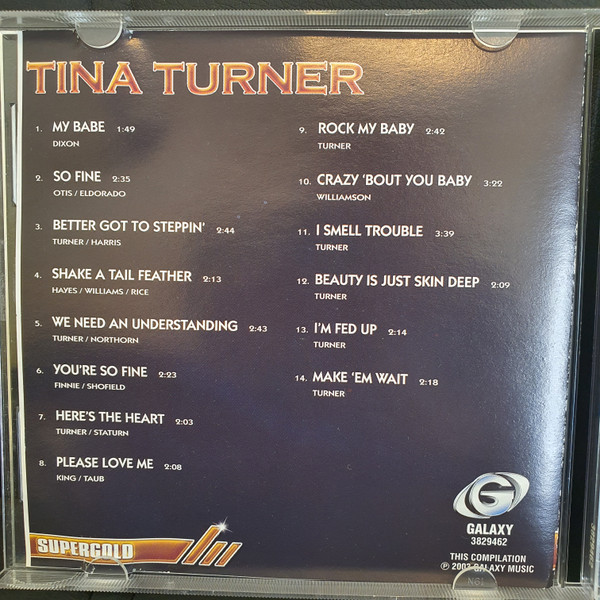 TINA TURNER
1. MY BABE 1:49
DIXON
2. SO FINE 2:35
OTIS / ELDORADO
3. BETTER GOT TO STEPPIN' 2:44
TURNER / HARRIS
4. SHAKE A TAIL FEATHER 2:13
HAYES / WILLIAMS / RICE
5. WE NEED AN UNDERSTANDING 2:43
TURNER / NORTHORN
6. YOU'RE SO FINE 2:23
FINNIE / SHOFIELD
7. HERE'S THE HEART 2:03
TURNER / STATURN
8. PLEASE LOVE ME 2:08
KING / TAUB
9. ROCK MY BABY 2:42
TURNER
10. CRAZY 'BOUT YOU BABY 3:22
WILLIAMSON
11. I SMELL TROUBLE 3:39
TURNER
12. BEAUTY IS JUST SKIN DEEP 2:09
TURNER
13. I'M FED UP 2:14
TURNER
14. MAKE 'EM WAIT 2:18
TURNER
SUPERGOLD
G
GALAXY
3829462
THIS COMPILATION
℗ 2003 GALAXY MUSIC